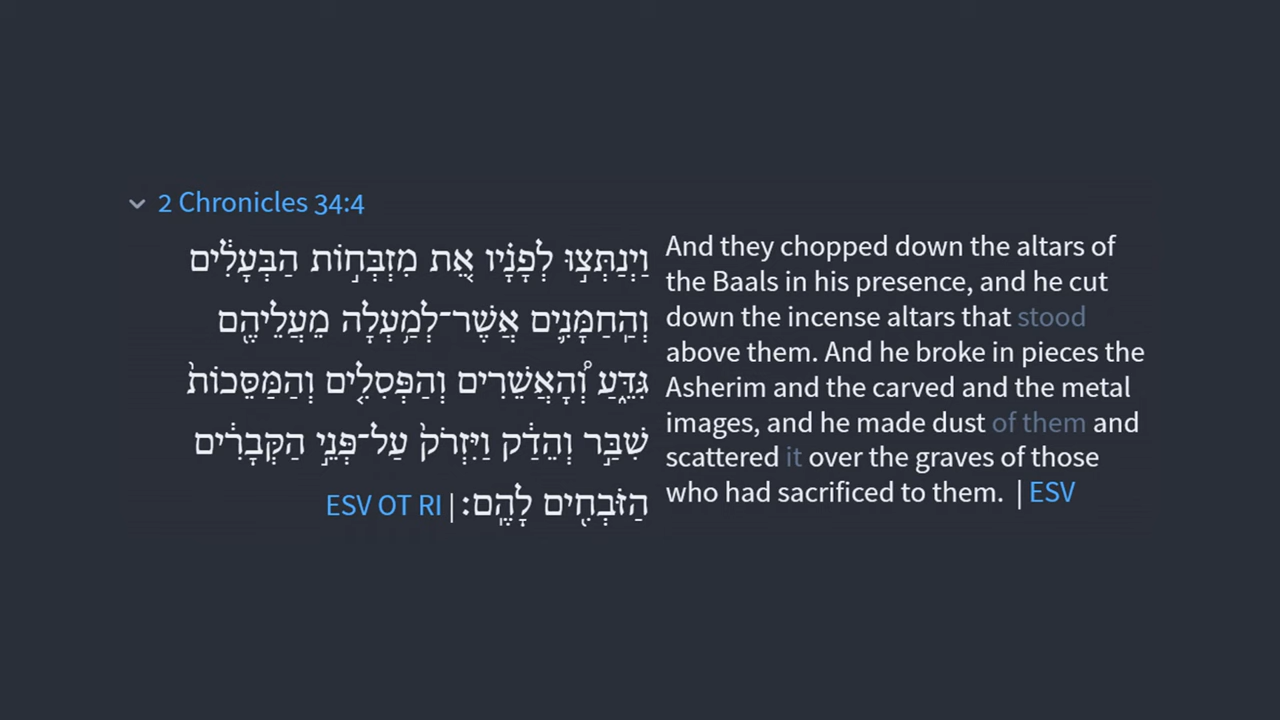 2 Chronicles 34:4
וַיְנַתְּצ֣וּ לְפָנָ֗יו אֵ֚ת מִזְבְּח֣וֹת הַבְּעָלִ֔ים
וְהַֽחַמָּנִ֛ים אֲשֶׁר־לְמַ֥עְלָה מֵעֲלֵיהֶ֖ם
גִּדֵּ֑עַ וְ֠הָאֲשֵׁרִים וְהַפְּסִלִ֤ים וְהַמַּסֵּכוֹת֙
שִׁבַּ֣ר וְהֵדַ֔ק וַיִּזְרֹק֙ עַל־פְּנֵ֣י הַקְּבָרִ֔ים
הַזֹּבְחִ֖ים לָהֶֽם׃ | ESV OT RI
And they chopped down the altars of
the Baals in his presence, and he cut
down the incense altars that stood
above them. And he broke in pieces the
Asherim and the carved and the metal
images, and he made dust of them and
scattered it over the graves of those
who had sacrificed to them. | ESV